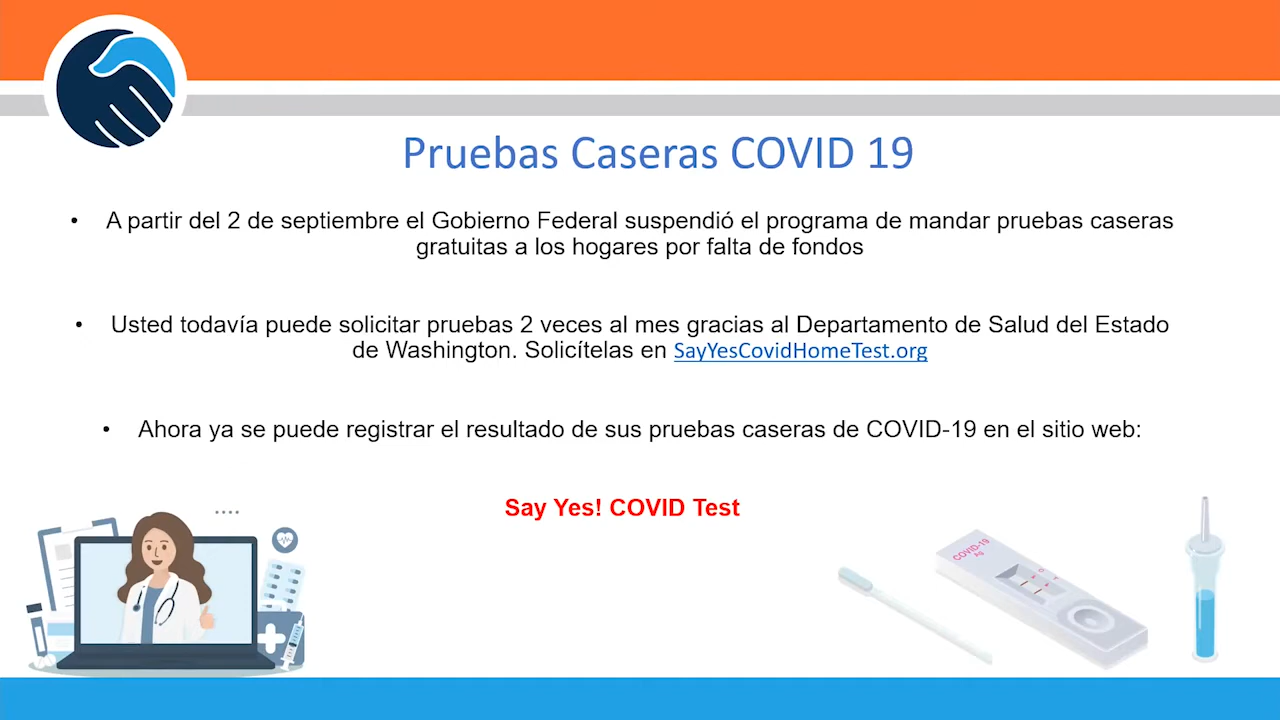 Pruebas Caseras COVID 19
• A partir del 2 de septiembre el Gobierno Federal suspendió el programa de mandar pruebas caseras
gratuitas a los hogares por falta de fondos
• Usted todavía puede solicitar pruebas 2 veces al mes gracias al Departamento de Salud del Estado
de Washington. Solicítelas en SayYesCovidHomeTest.org
• Ahora ya se puede registrar el resultado de sus pruebas caseras de COVID-19 en el sitio web:
Say Yes! COVID Test
COVID-19
Ag